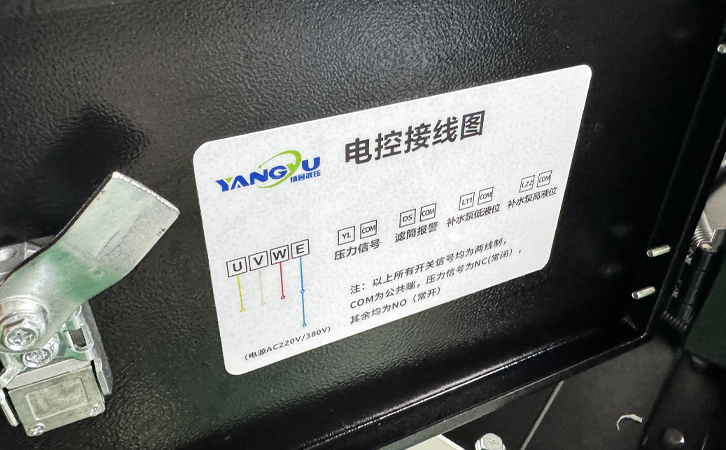 电控接线图
YANGYU
U V W E
(电源AC220V/380V)
YL COM
压力信号
DS COM
滤筒报警
L11 COM
补水泵低液位
L22 COM
补水泵高液位
注：以上所有开关信号均为两线制，
COM为公共端，压力信号为NC(常闭)，
其余均为NO（常开）